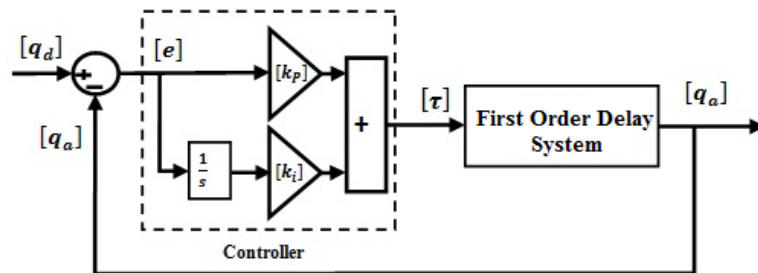 [q_d]
[e]
[k_P]
[τ]
[q_a]
+
−
First Order Delay
System
+
[q_a]
1/s
[k_i]
Controller